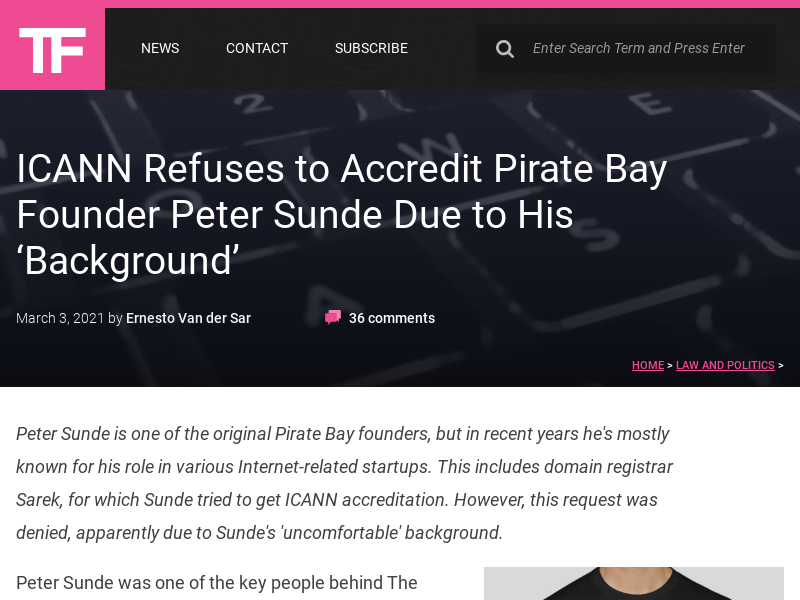 TF
NEWS
CONTACT
SUBSCRIBE
Enter Search Term and Press Enter
ICANN Refuses to Accredit Pirate Bay
Founder Peter Sunde Due to His
‘Background’
March 3, 2021 by Ernesto Van der Sar
36 comments
HOME > LAW AND POLITICS >
Peter Sunde is one of the original Pirate Bay founders, but in recent years he's mostly
known for his role in various Internet-related startups. This includes domain registrar
Sarek, for which Sunde tried to get ICANN accreditation. However, this request was
denied, apparently due to Sunde's 'uncomfortable' background.
Peter Sunde was one of the key people behind The